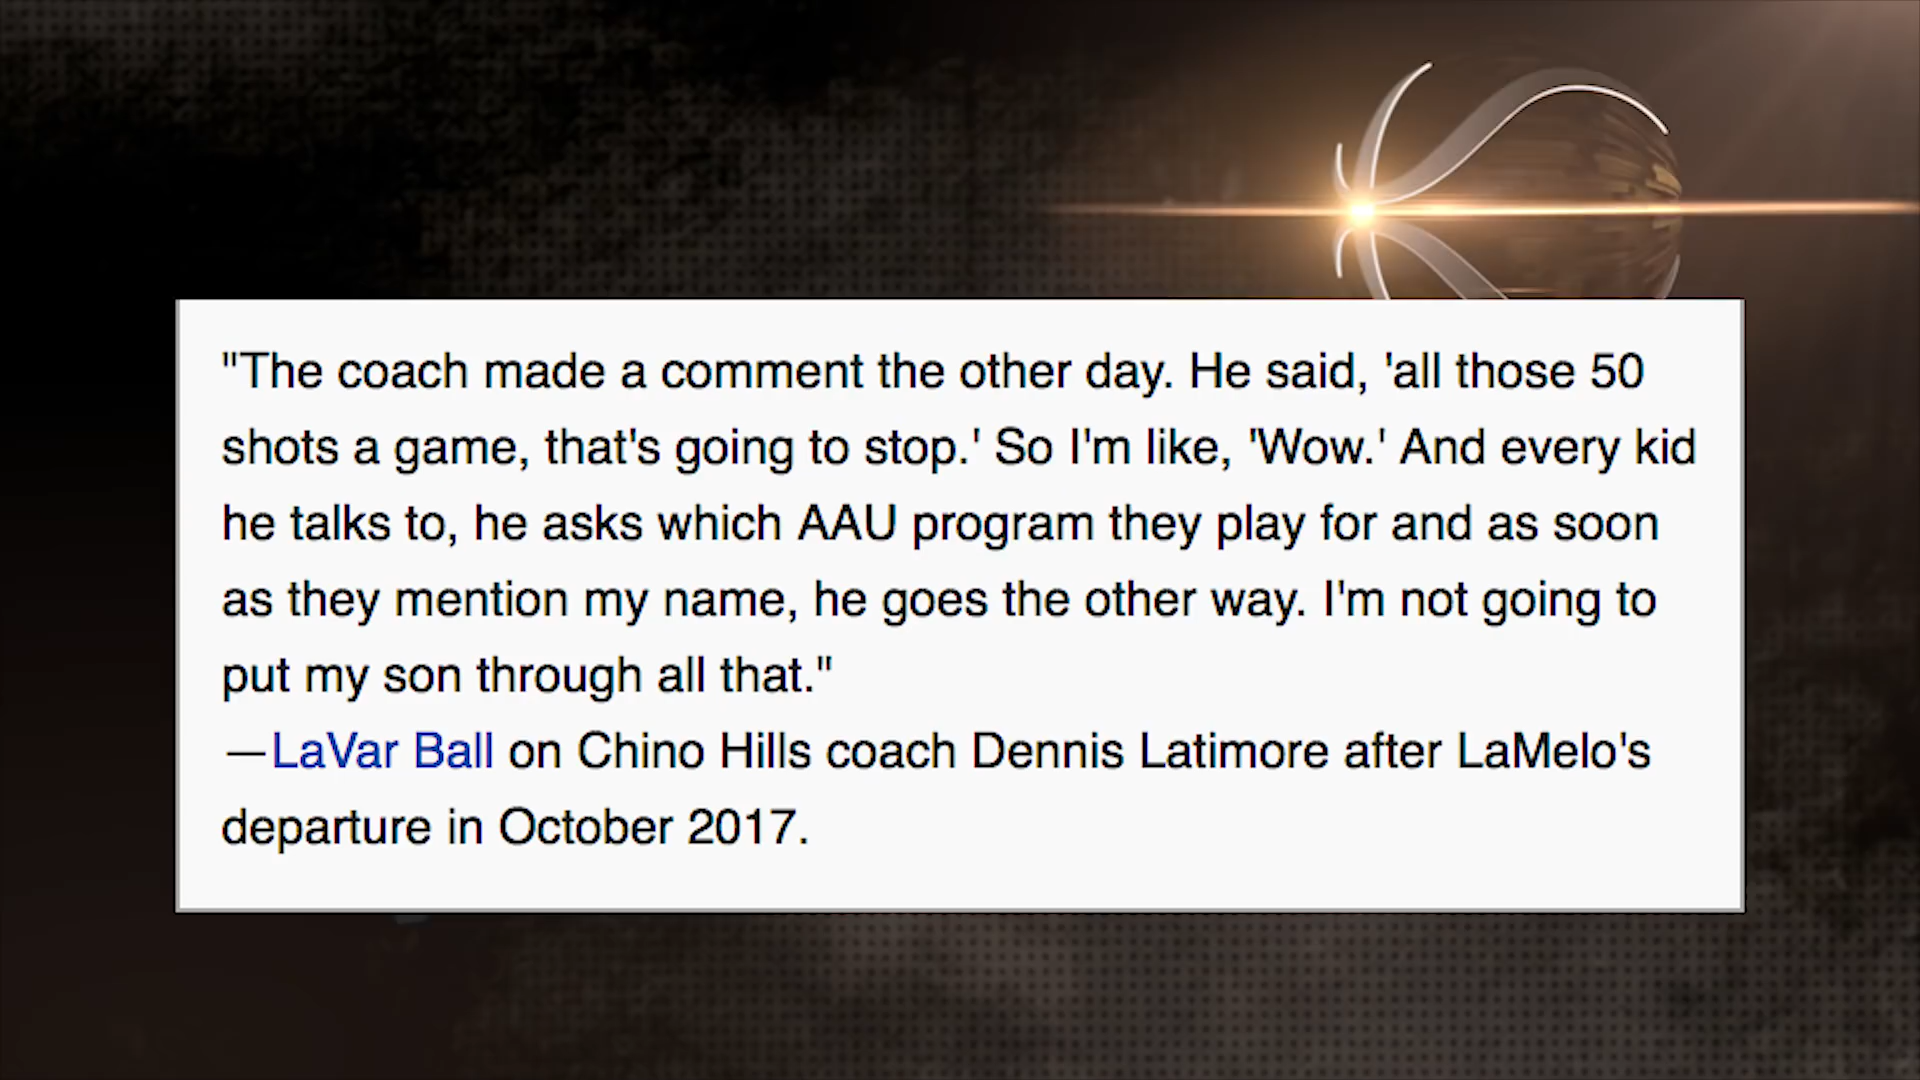 "The coach made a comment the other day. He said, 'all those 50
shots a game, that's going to stop.' So I'm like, 'Wow.' And every kid
he talks to, he asks which AAU program they play for and as soon
as they mention my name, he goes the other way. I'm not going to
put my son through all that."
—LaVar Ball on Chino Hills coach Dennis Latimore after LaMelo's
departure in October 2017.